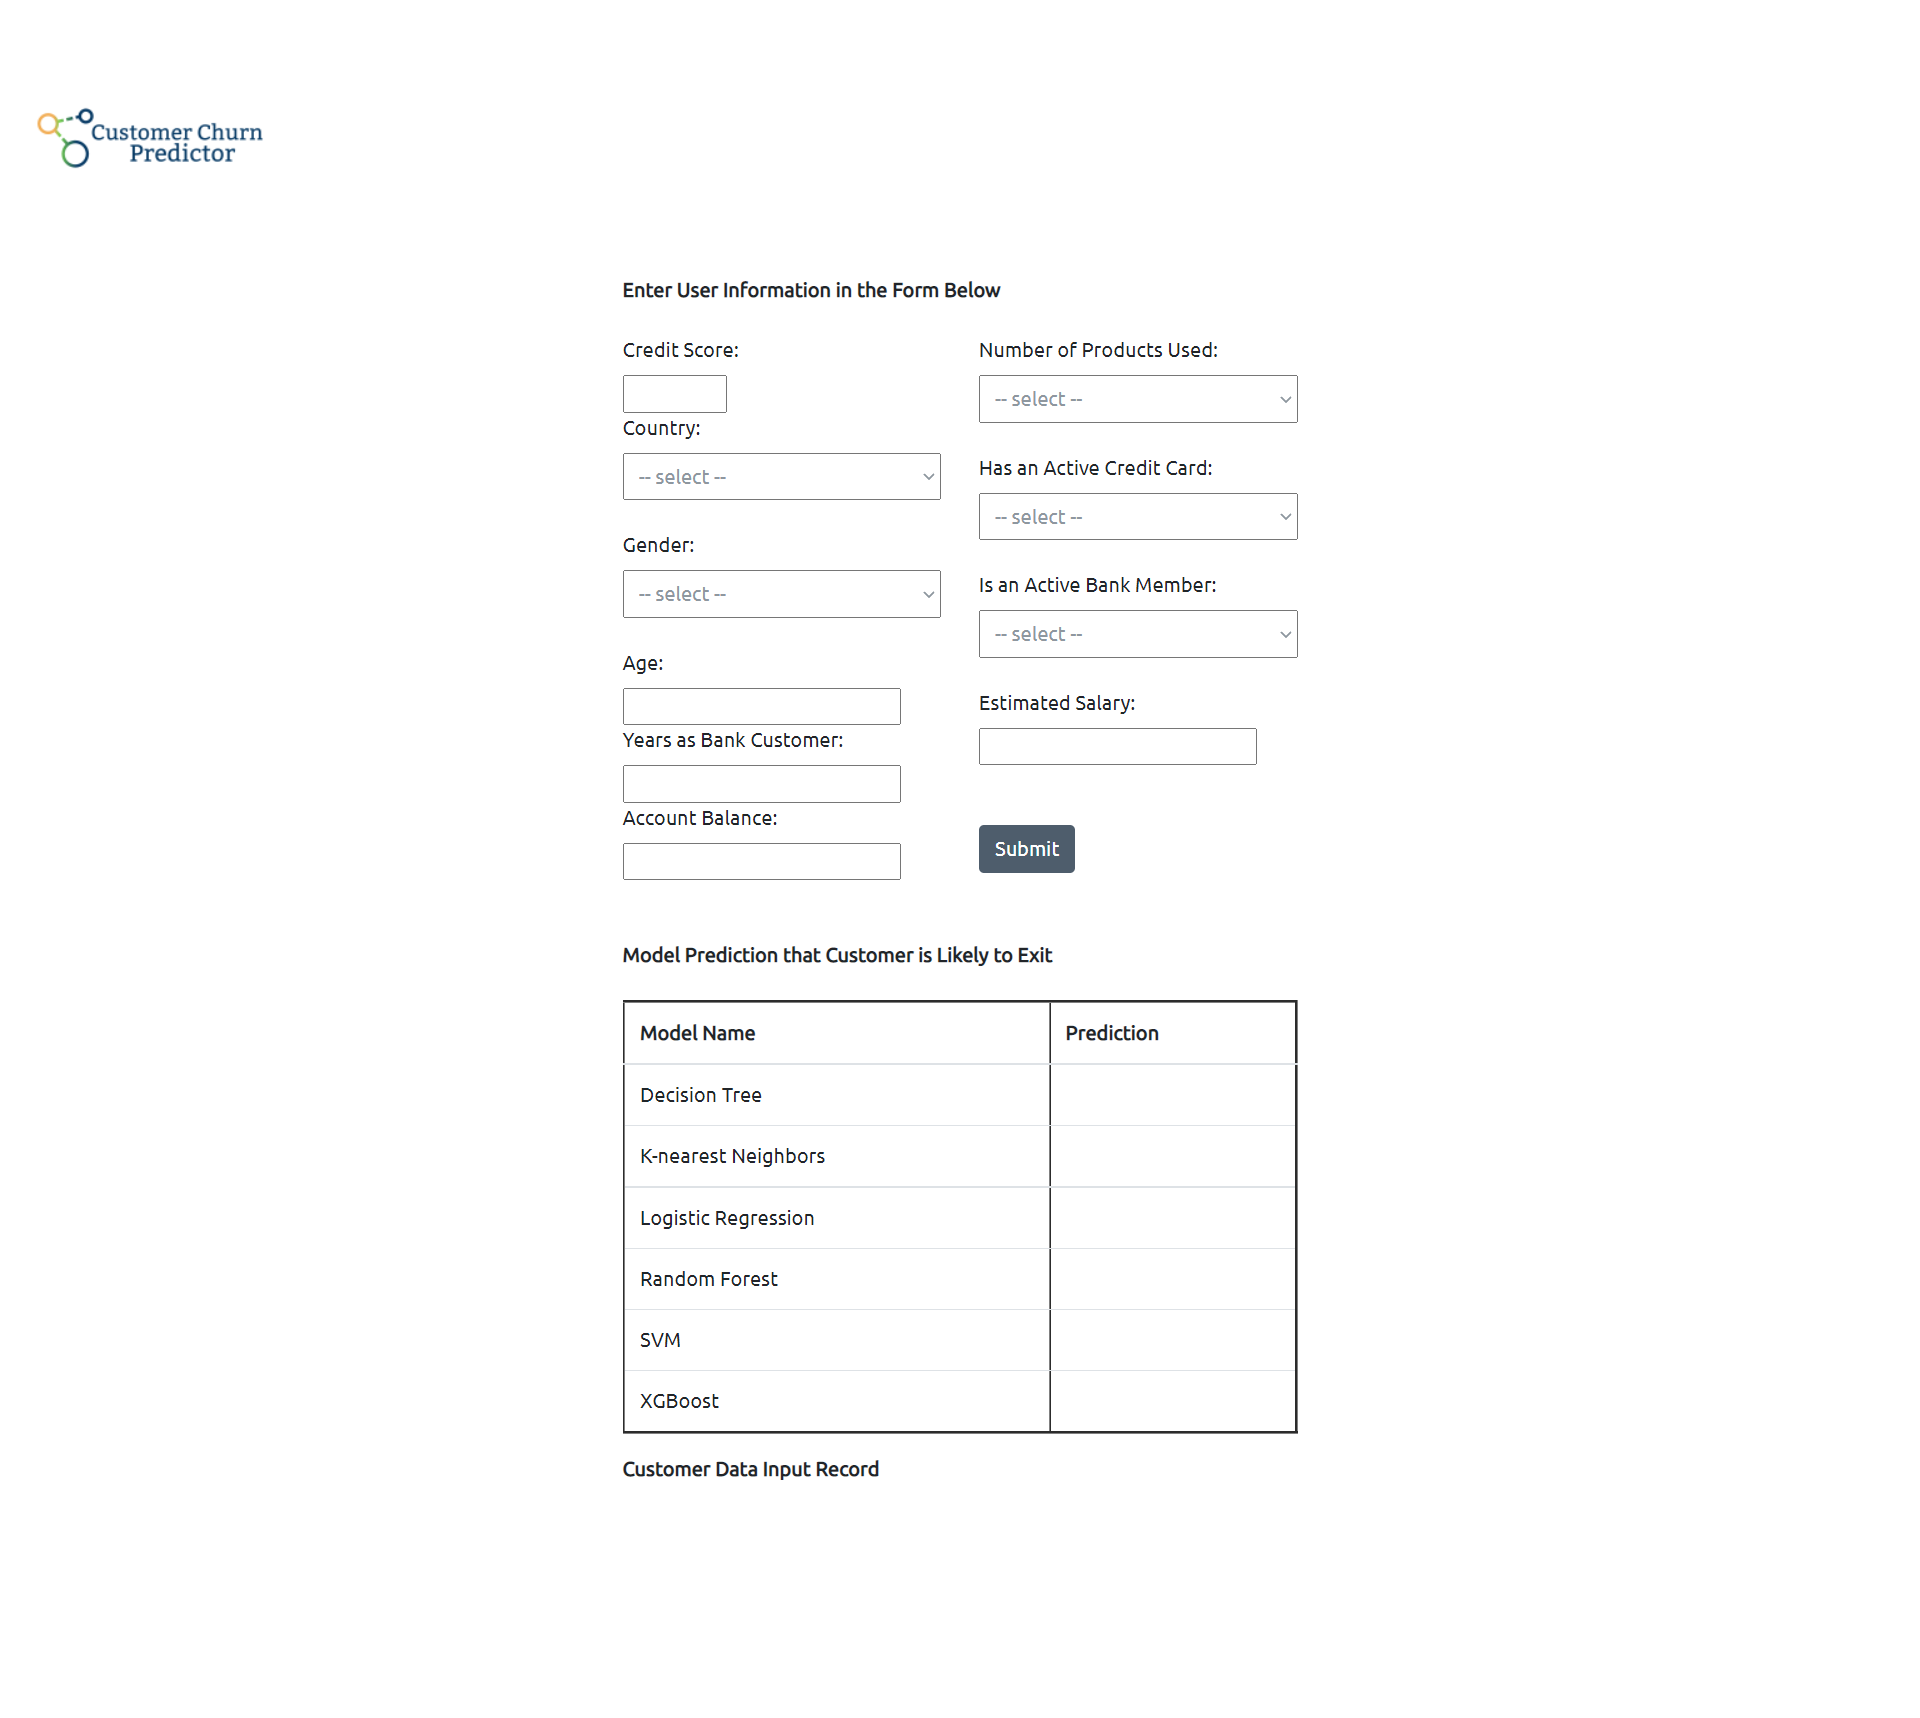 Customer Churn
Predictor
Enter User Information in the Form Below
Credit Score:
Country:
-- select --
Gender:
-- select --
Age:
Years as Bank Customer:
Account Balance:
Number of Products Used:
-- select --
Has an Active Credit Card:
-- select --
Is an Active Bank Member:
-- select --
Estimated Salary:
Submit
Model Prediction that Customer is Likely to Exit
Model Name Prediction
Decision Tree
K-nearest Neighbors
Logistic Regression
Random Forest
SVM
XGBoost
Customer Data Input Record